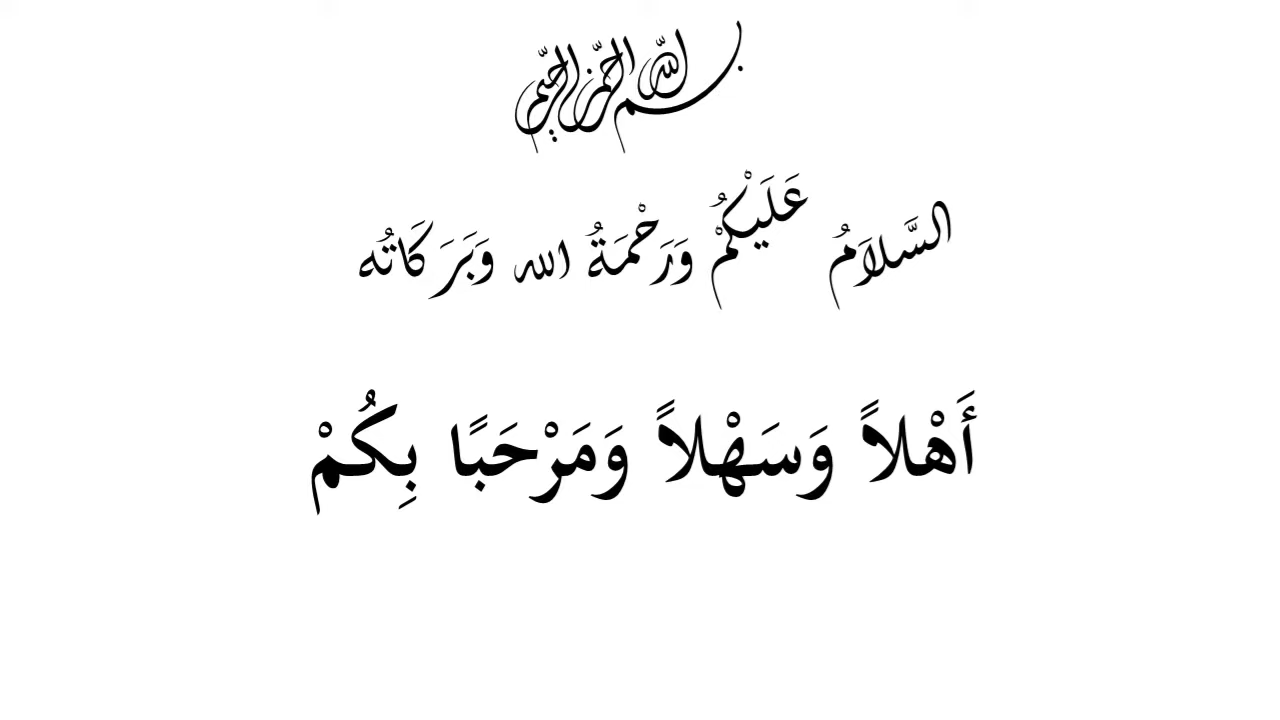 بسم الله الرحمن الرحيم
السَّلاَمُ عَلَيْكُمْ وَرَحْمَةُ الله وَبَرَكَاتُه
أَهْلاً وَسَهْلاً وَمَرْحَبًا بِكُمْ